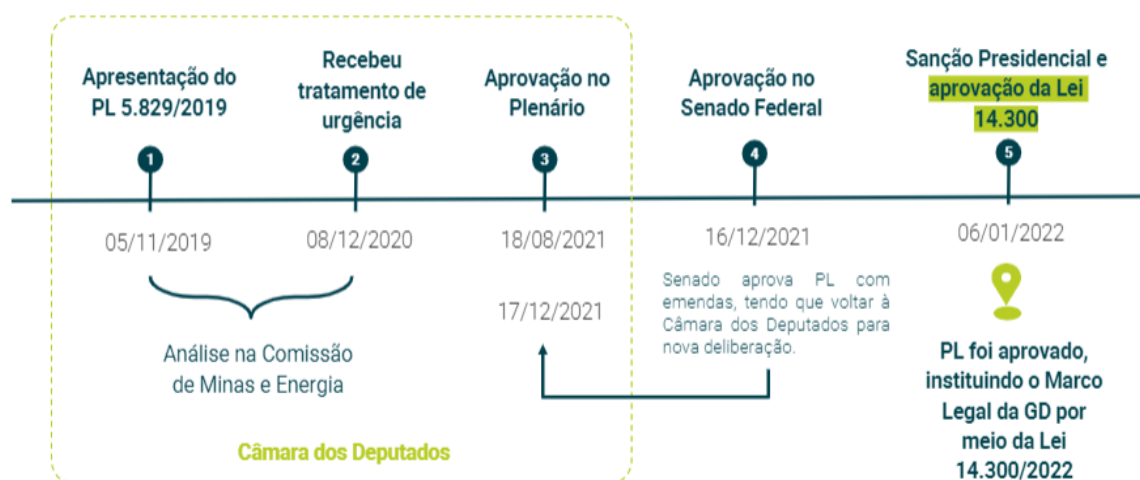 Apresentação do
PL 5.829/2019
1
05/11/2019
Recebeu
tratamento de
urgência
2
08/12/2020
Análise na Comissão
de Minas e Energia
Aprovação no
Plenário
3
18/08/2021
17/12/2021
Câmara dos Deputados
Aprovação no
Senado Federal
4
16/12/2021
Senado aprova PL com
emendas, tendo que voltar à
Câmara dos Deputados para
nova deliberação.
Sanção Presidencial e
aprovação da Lei
14.300
5
06/01/2022
PL foi aprovado,
instituindo o Marco
Legal da GD por
meio da Lei
14.300/2022